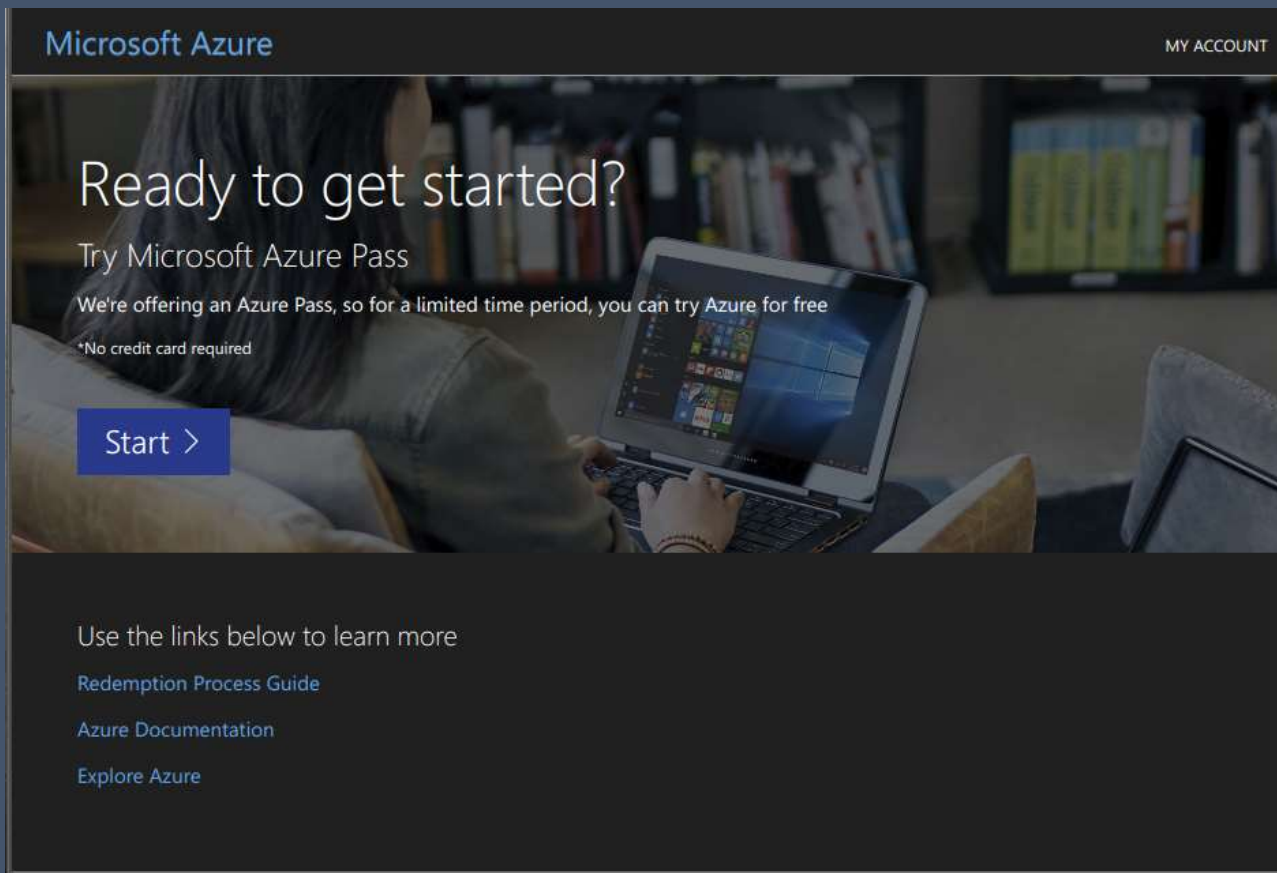 Microsoft Azure
MY ACCOUNT
Ready to get started?
Try Microsoft Azure Pass
We're offering an Azure Pass, so for a limited time period, you can try Azure for free
*No credit card required
Start >
Use the links below to learn more
Redemption Process Guide
Azure Documentation
Explore Azure